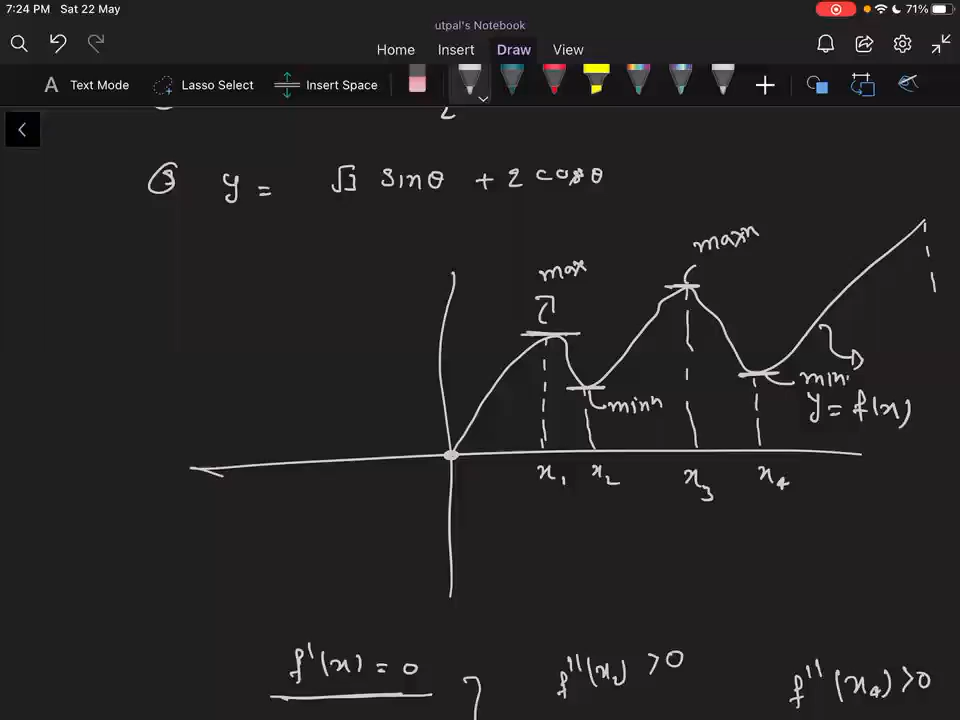 7:24 PM Sat 22 May
71%
utpal's Notebook
Home Insert Draw View
Text Mode Lasso Select Insert Space
2
③ y = √3 sinθ + 2 cosθ
maxn
max
min
minn
y = f(x)
x₁ x₂ x₃ x₄
f'(x) = 0
f''(x₂) >0
f''(x₄) >0